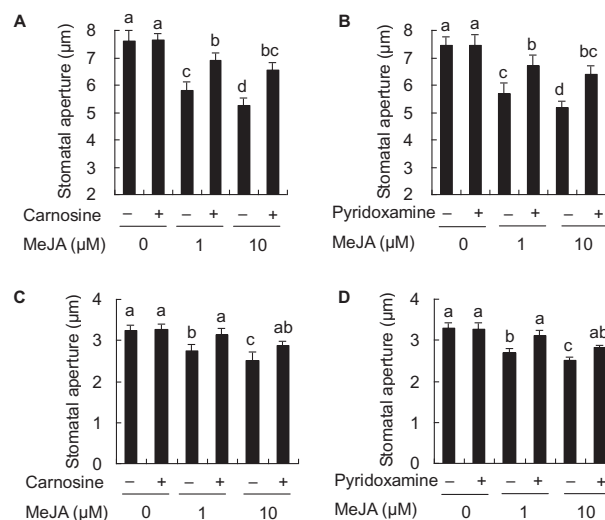 A
B
Stomatal aperture (µm)
8
7
6
5
4
3
2
a
a
c
b
d
bc
Carnosine
– + – + – +
MeJA (µM)
0 1 10
Stomatal aperture (µm)
8
7
6
5
4
3
2
a
a
c
b
d
bc
Pyridoxamine
– + – + – +
MeJA (µM)
0 1 10
C
D
Stomatal aperture (µm)
4
3
2
1
0
a
a
b
a
c
ab
Carnosine
– + – + – +
MeJA (µM)
0 1 10
Stomatal aperture (µm)
4
3
2
1
0
a
a
b
a
c
ab
Pyridoxamine
– + – + – +
MeJA (µM)
0 1 10